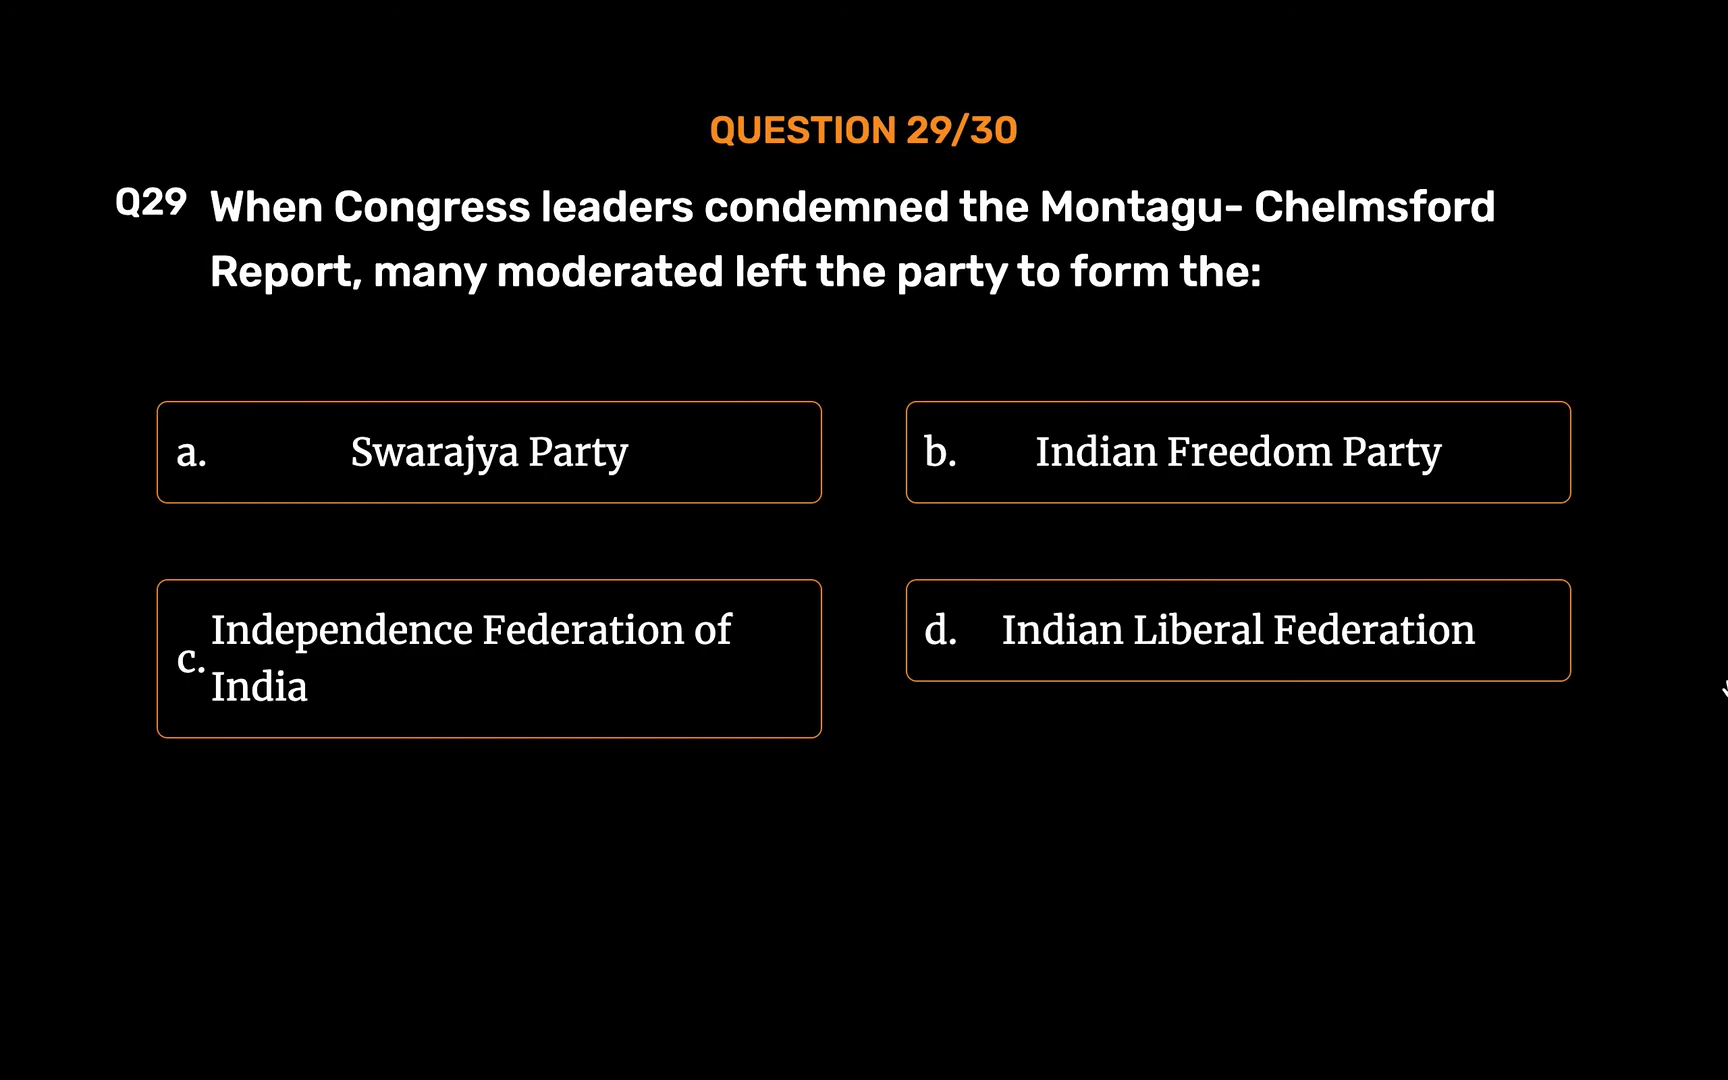 QUESTION 29/30
Q29 When Congress leaders condemned the Montagu- Chelmsford
Report, many moderated left the party to form the:
a. Swarajya Party
b. Indian Freedom Party
c. Independence Federation of
India
d. Indian Liberal Federation